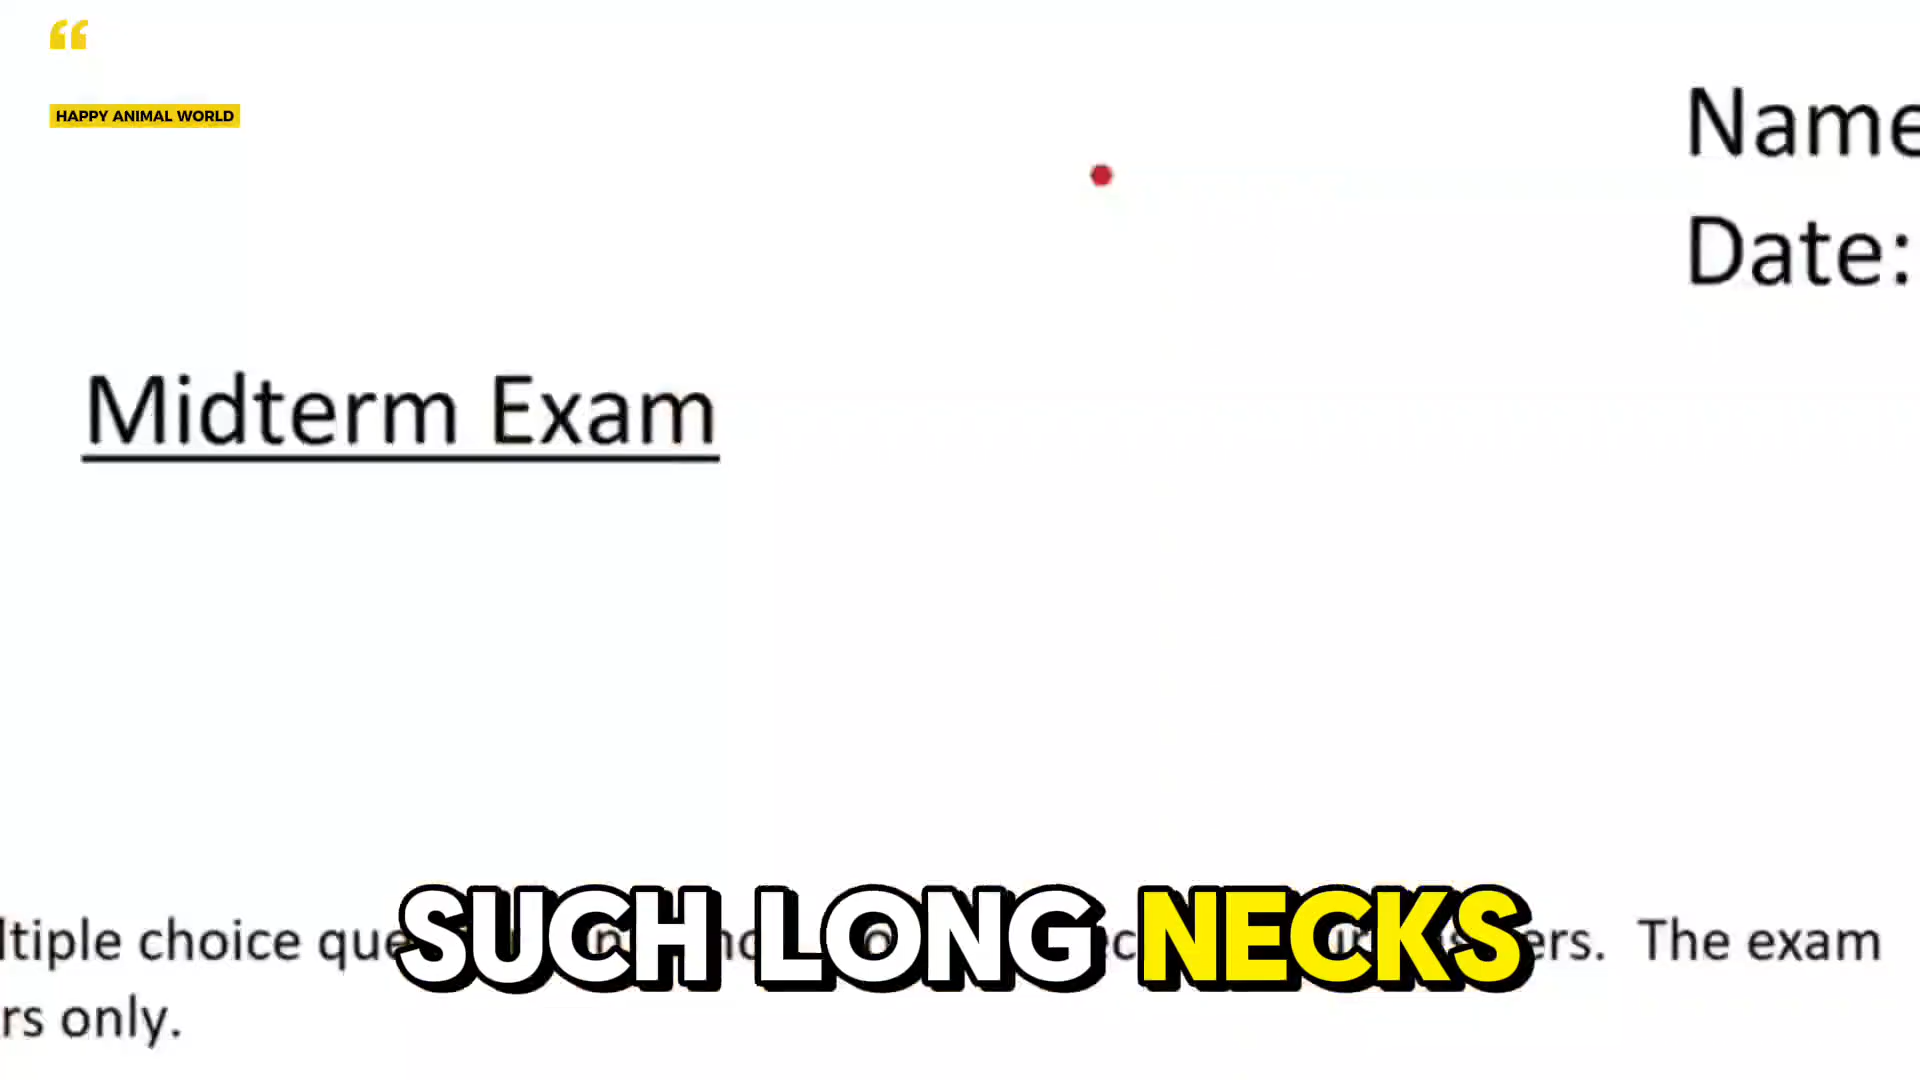 “
HAPPY ANIMAL WORLD
Name
Date:
Midterm Exam
ltiple choice que
ers. The exam
SUCH LONG NECKS
rs only.